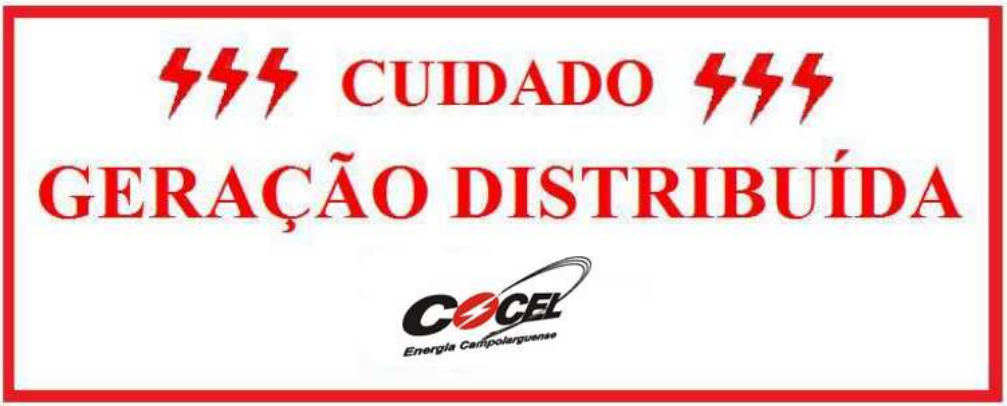 CUIDADO
GERAÇÃO DISTRIBUÍDA
COCEL
Energia Campolarguense